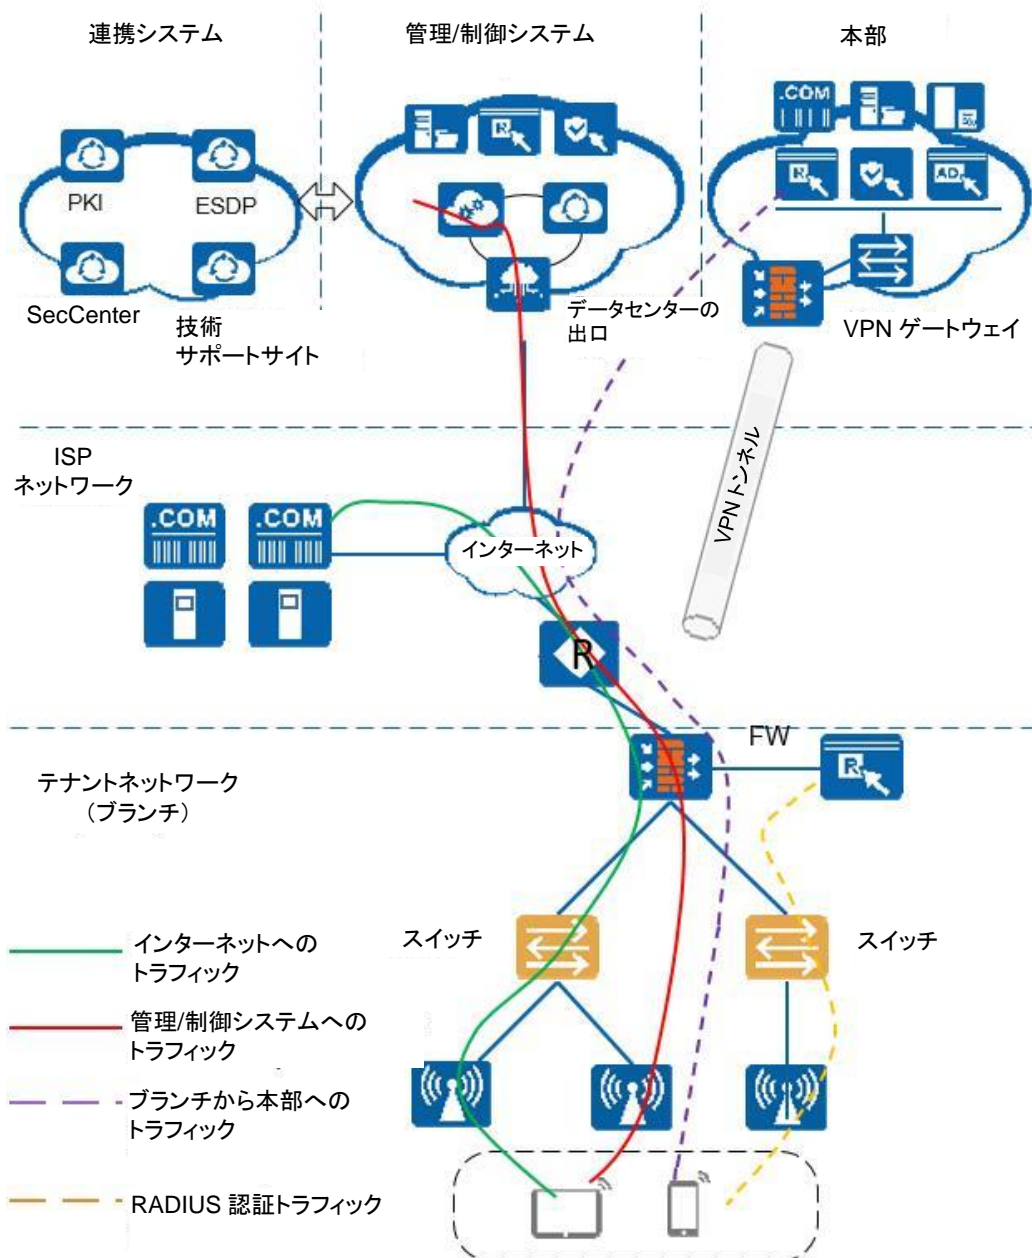 連携システム
管理/制御システム
本部
.COM
R
R
AD
PKI
ESDP
SecCenter
技術
サポートサイト
データセンターの
出口
VPN ゲートウェイ
VPN トンネル
ISP
ネットワーク
.COM
.COM
インターネット
R
FW
R
テナントネットワーク
（ブランチ）
スイッチ
スイッチ
インターネットへの
トラフィック
管理/制御システムへの
トラフィック
ブランチから本部への
トラフィック
RADIUS 認証トラフィック